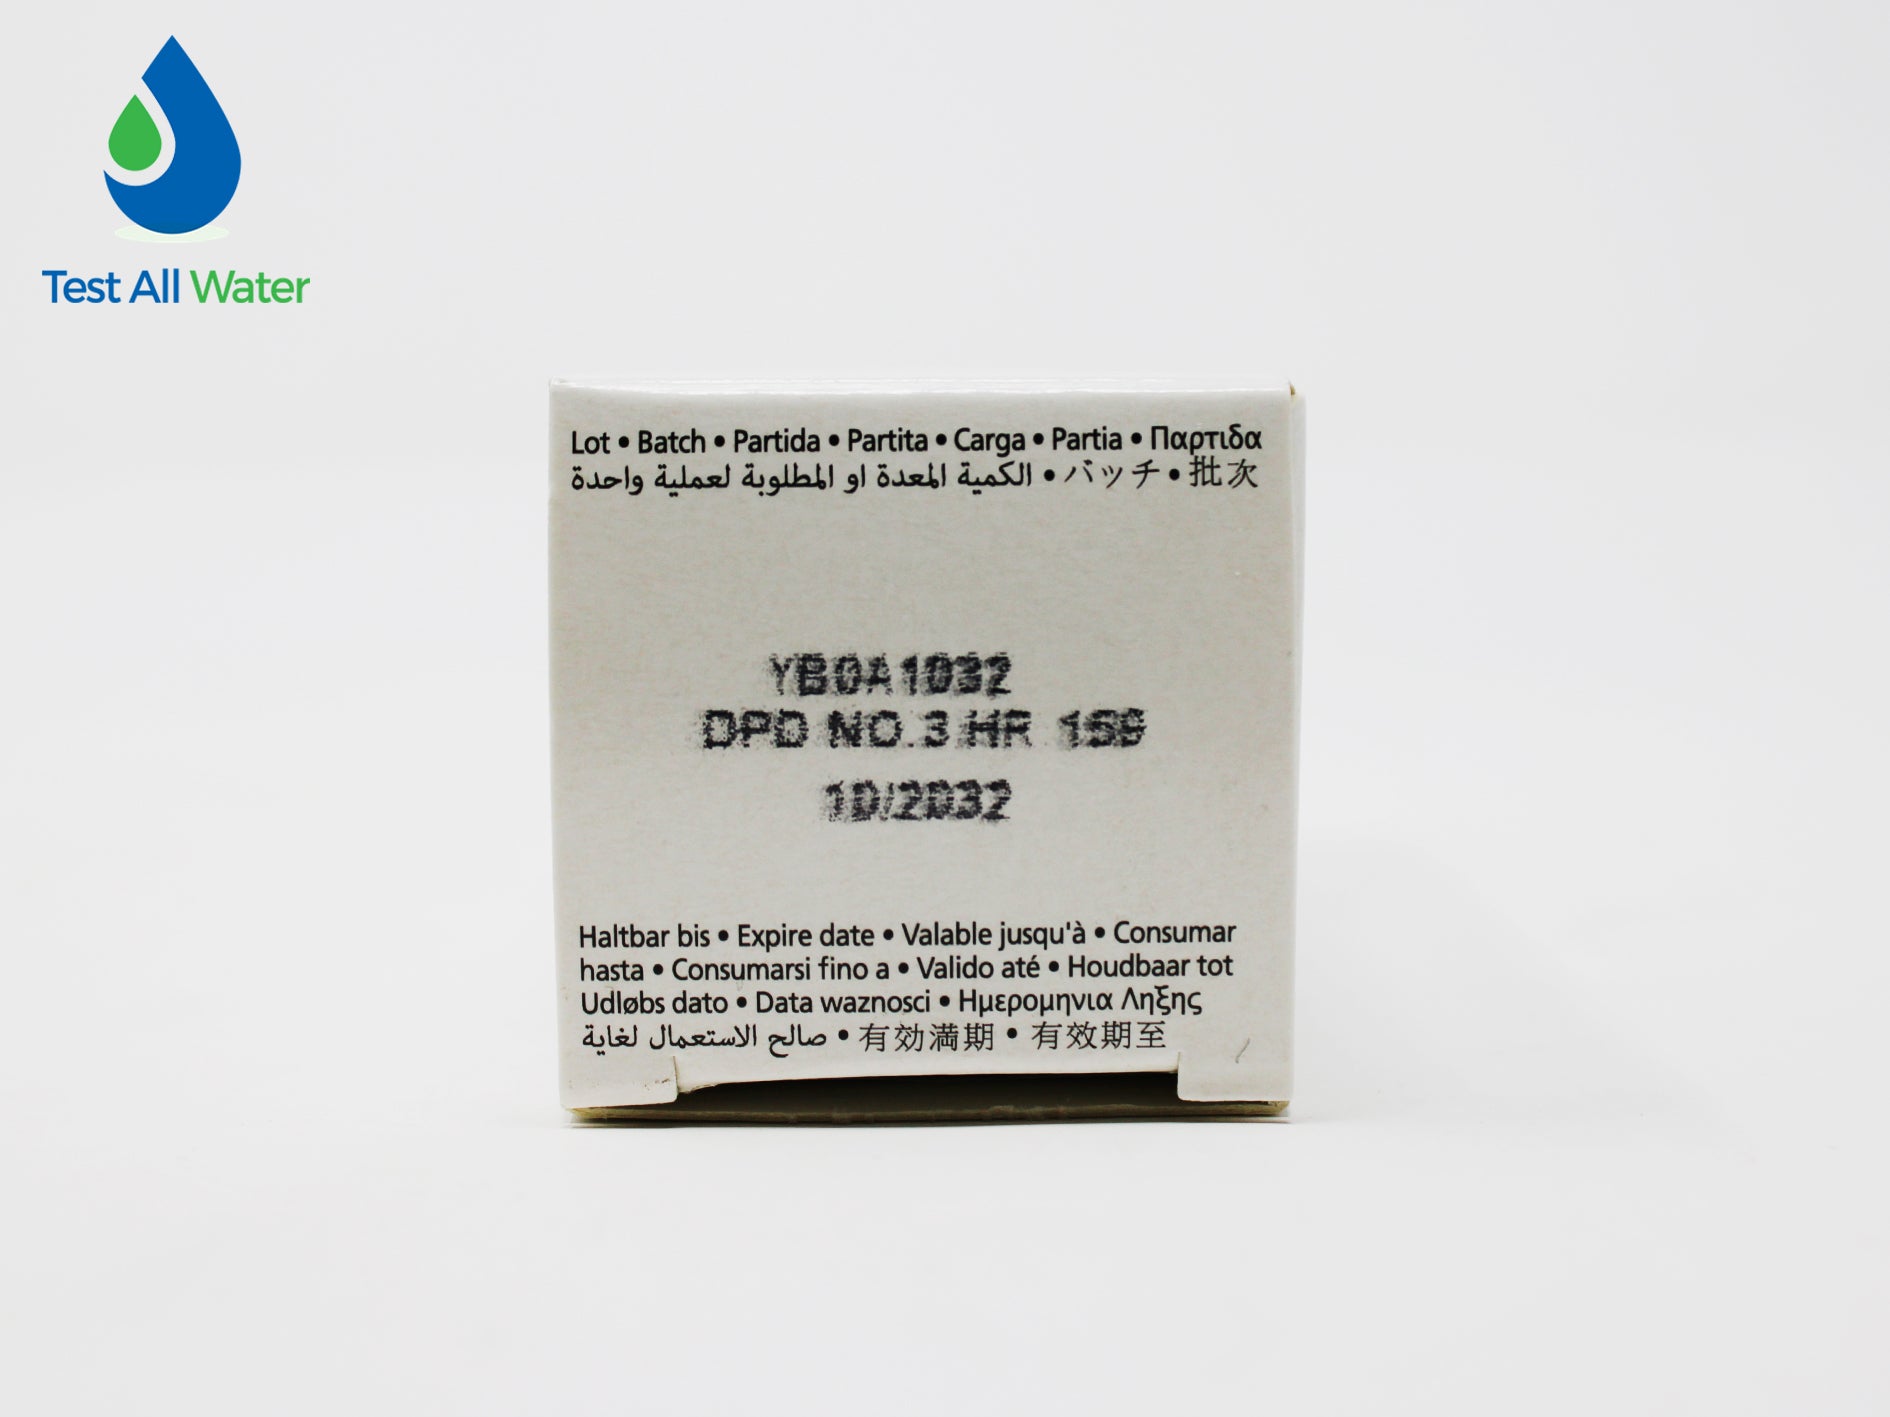 Test All Water
Lot • Batch • Partida • Partita • Carga • Partia • Παρτιδα
الكمية المعدة او المطلوبة لعملية واحدة • バッチ • 批次
YB0A1032
DPD NO.3 HR
10/2032
Haltbar bis • Expire date • Valable jusqu'à • Consumar
hasta • Consumarsi fino a • Valido até • Houdbaar tot
Udløbs dato • Data waznosci • Ημερομηνια Ληξης
صالح الاستعمال لغاية • 有効満期 • 有效期至